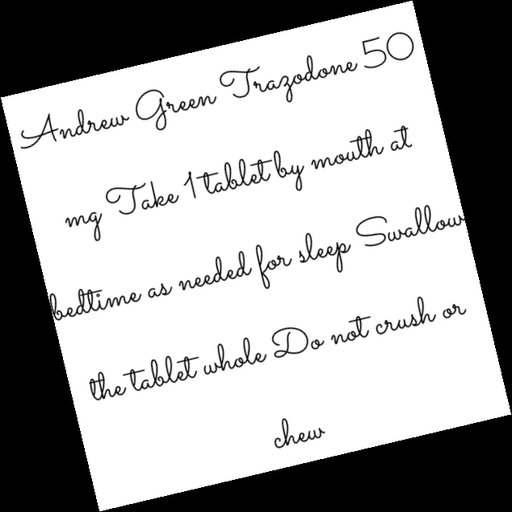 Andrew Green Trazodone 50
mg Take 1 tablet by mouth at
bedtime as needed for sleep Swallow
the tablet whole Do not crush or
chew